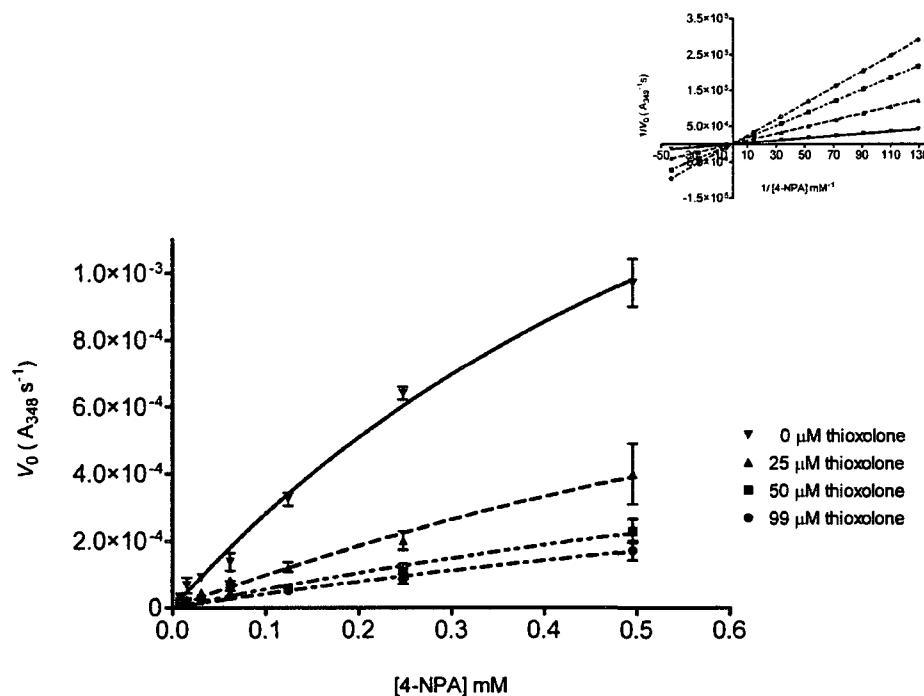 3.5×10⁵
2.5×10⁵
1.5×10⁵
5.0×10⁴
1/V₀ ( A₃₄₈⁻¹S)
-50 -30 -10 10 30 50 70 90 110 130
-1.5×10⁵
1/ [4-NPA] mM⁻¹
1.0×10⁻³
8.0×10⁻⁴
6.0×10⁻⁴
4.0×10⁻⁴
2.0×10⁻⁴
0
V₀ ( A₃₄₈ s⁻¹)
0.0 0.1 0.2 0.3 0.4 0.5 0.6
[4-NPA] mM
0 μM thioxolone
25 μM thioxolone
50 μM thioxolone
99 μM thioxolone